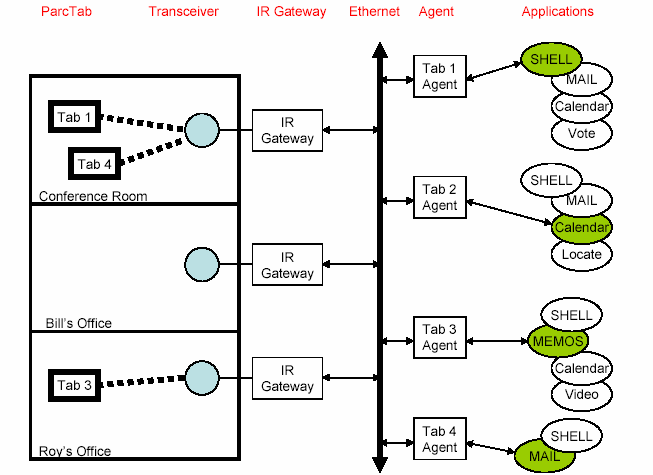 ParcTab Transceiver IR Gateway Ethernet Agent Applications
Tab 1
Tab 4
Conference Room
IR
Gateway
Tab 1
Agent
SHELL
MAIL
Calendar
Vote
Tab 2
Agent
SHELL
MAIL
Calendar
Locate
Bill's Office
IR
Gateway
Tab 3
Roy's Office
IR
Gateway
Tab 3
Agent
SHELL
MEMOS
Calendar
Video
Tab 4
Agent
SHELL
MAIL